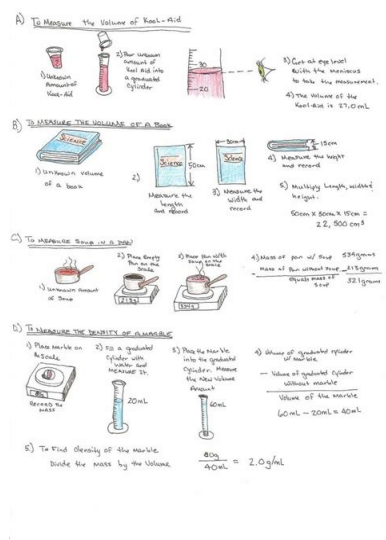 A) To Measure the Volume of Kool-Aid
1) Unknown
Amount of
Kool-Aid
2) Pour Unknown
amount of
Kool Aid into
a graduated
Cylinder
30
20
3) Get at eye level
With the Meniscus
to take the measurement.
4) The Volume of the
Kool-Aid is 27.0 mL
B) TO MEASURE THE VOLUME OF A BOOK
Science
1) Unknown volume
of a book
2)
Science
50cm
Measure the
length
and record
30cm
Science
3) Measure the
Width and
record
15cm
4) Measure the height
and record
5) Multiply Length, width &
height.
50cm x 30cm x 15cm =
22,500 cm³
C) TO MEASURE SOUP IN A PAN
1) Unknown Amount
of Soup
2) Place Empty
Pan on the
Scale
213g
3) Place Pan with
Soup on the
Scale
534g
4) Mass of pan w/ Soup 534 grams
Mass of Pan without Soup - 213 grams
Equals mass of 321 grams
Soup
D) TO MEASURE THE DENSITY OF A MARBLE
1) Place Marble on
the scale
80g
RECORD the
MASS
2) Fill a graduated
Cylinder with
water and
MEASURE It.
20mL
3) Place the Marble
into the graduated
Cylinder. Measure
the New Volume
Amount
60mL
4) Volume of graduated cylinder
w/ Marble
- Volume of graduated Cylinder
without marble
Volume of the Marble
60mL - 20mL = 40mL
5) To Find density of the Marble
Divide the Mass by the Volume
80g
40mL = 2.0g/mL